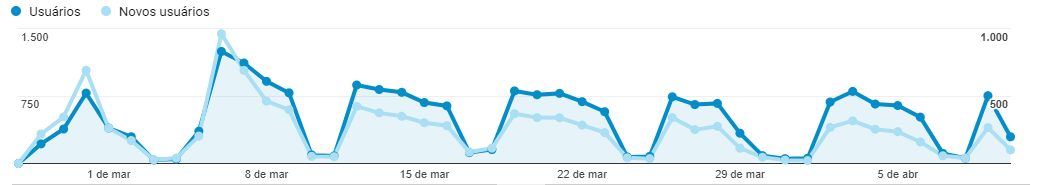 Usuários Novos usuários
1.500 1.000
750 500
1 de mar 8 de mar 15 de mar 22 de mar 29 de mar 5 de abr